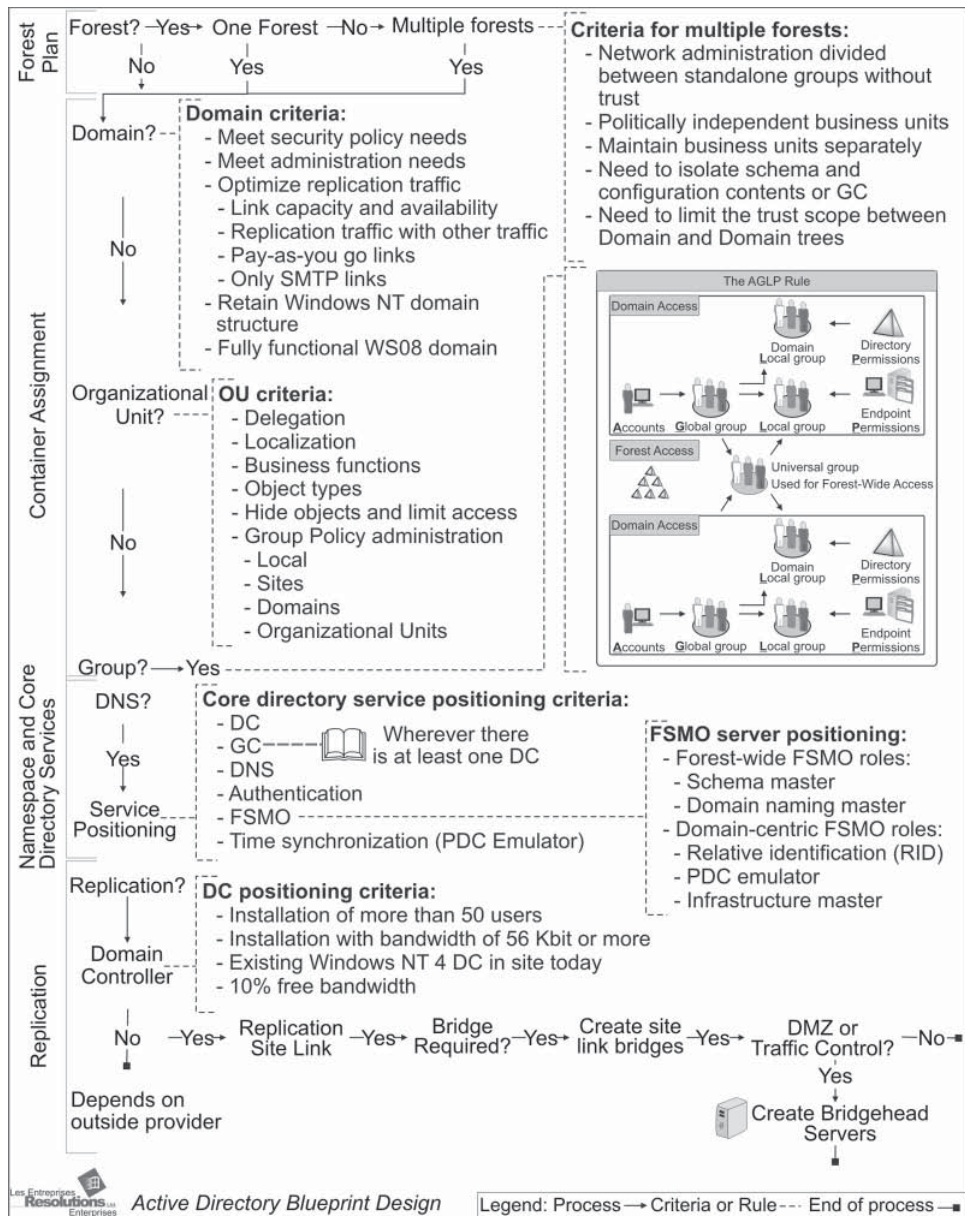 Forest Plan
Forest? Yes One Forest No Multiple forests
No Yes Yes
Criteria for multiple forests:
- Network administration divided
between standalone groups without
trust
- Politically independent business units
- Maintain business units separately
- Need to isolate schema and
configuration contents or GC
- Need to limit the trust scope between
Domain and Domain trees
Container Assignment
Domain?
No
Domain criteria:
- Meet security policy needs
- Meet administration needs
- Optimize replication traffic
- Link capacity and availability
- Replication traffic with other traffic
- Pay-as-you go links
- Only SMTP links
- Retain Windows NT domain
structure
- Fully functional WS08 domain
Organizational
Unit?
No
OU criteria:
- Delegation
- Localization
- Business functions
- Object types
- Hide objects and limit access
- Group Policy administration
- Local
- Sites
- Domains
- Organizational Units
Group? Yes
The AGLP Rule
Domain Access
Domain
Local group
Directory
Permissions
Accounts
Global group
Local group
Endpoint
Permissions
Forest Access
Universal group
Used for Forest-Wide Access
Domain Access
Domain
Local group
Directory
Permissions
Accounts
Global group
Local group
Endpoint
Permissions
Namespace and Core
Directory Services
DNS?
Yes
Service
Positioning
Core directory service positioning criteria:
- DC
- GC
Wherever there
is at least one DC
- DNS
- Authentication
- FSMO
- Time synchronization (PDC Emulator)
FSMO server positioning:
- Forest-wide FSMO roles:
- Schema master
- Domain naming master
- Domain-centric FSMO roles:
- Relative identification (RID)
- PDC emulator
- Infrastructure master
Replication
Replication?
Domain
Controller
DC positioning criteria:
- Installation of more than 50 users
- Installation with bandwidth of 56 Kbit or more
- Existing Windows NT 4 DC in site today
- 10% free bandwidth
No Yes Replication
Site Link
Yes Bridge
Required?
Yes Create site
link bridges
Yes DMZ or
Traffic Control?
No
Yes
Create Bridgehead
Servers
Depends on
outside provider
Les Entreprises
Resolutions Ltd
Enterprises
Active Directory Blueprint Design
Legend: Process Criteria or Rule End of process